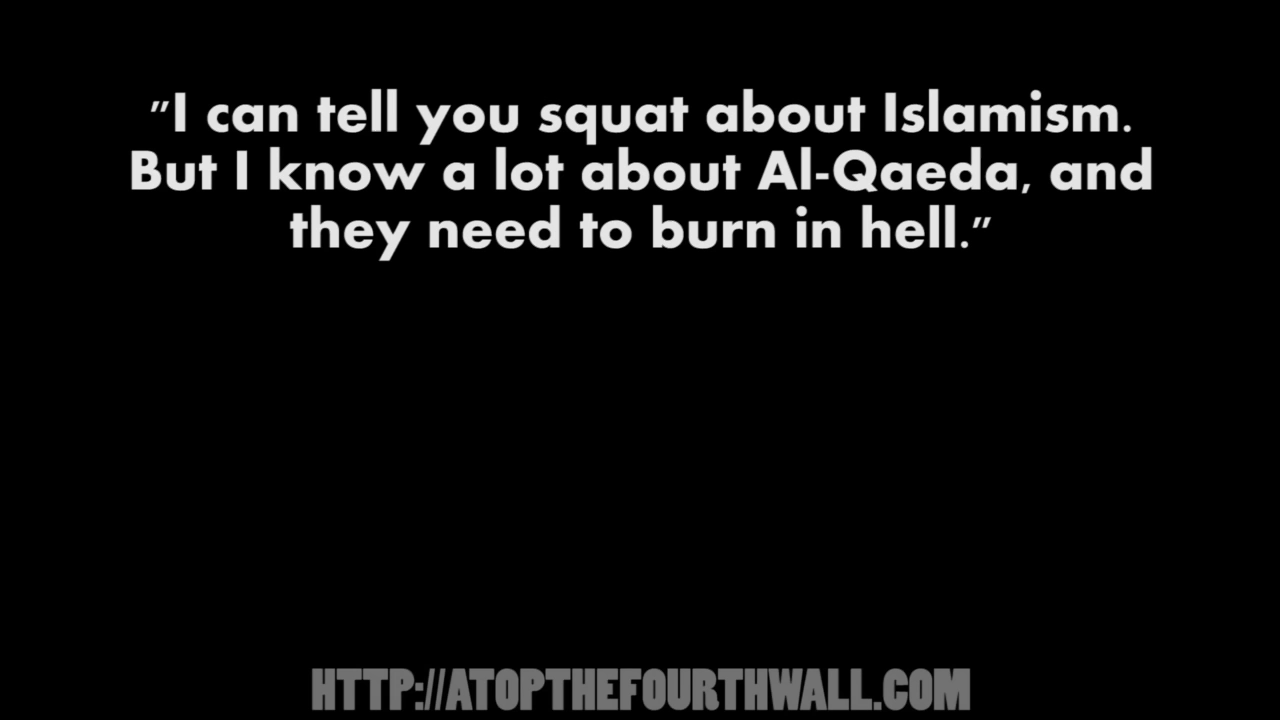 "I can tell you squat about Islamism.
But I know a lot about Al-Qaeda, and
they need to burn in hell."
HTTP://ATOPTHEFOURTHWALL.COM